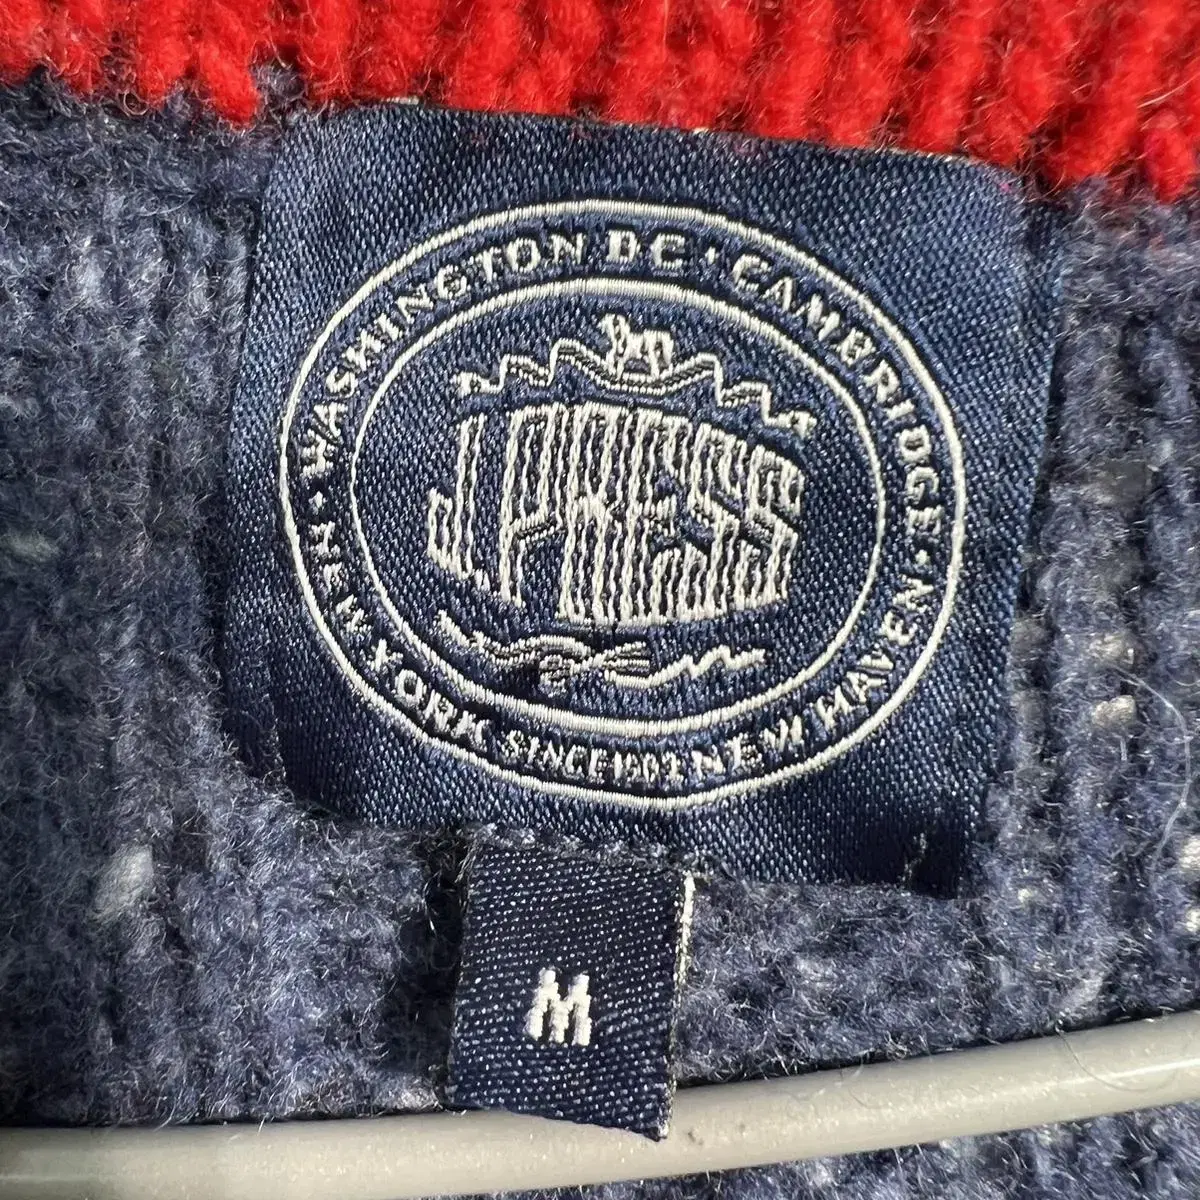 WASHINGTON DC · CAMBRIDGE ·
J. PRESS
· NEW YORK SINCE 1902 NEW HAVEN
M